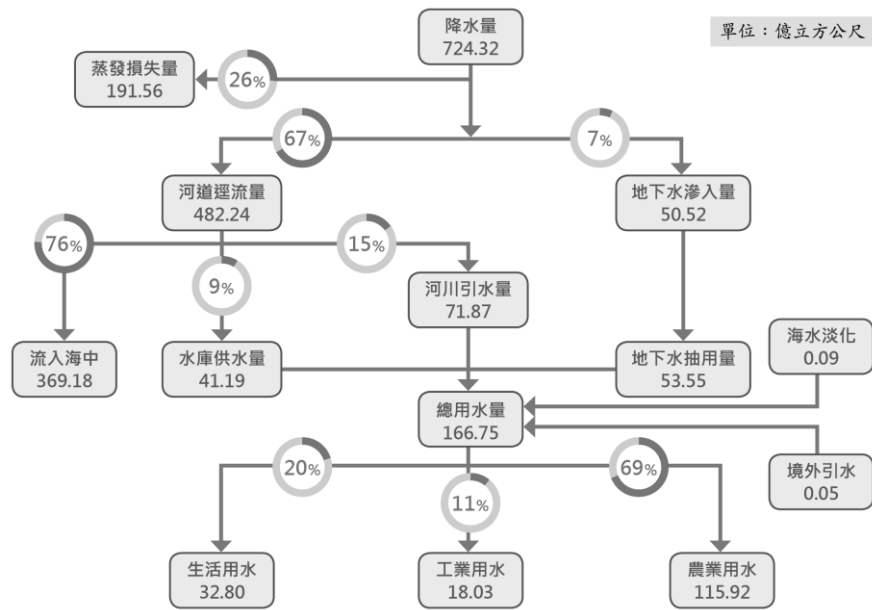 降水量
724.32
單位：億立方公尺
蒸發損失量
191.56
26%
67%
7%
河道逕流量
482.24
地下水滲入量
50.52
76%
15%
9%
河川引水量
71.87
流入海中
369.18
水庫供水量
41.19
地下水抽用量
53.55
海水淡化
0.09
總用水量
166.75
20%
69%
11%
境外引水
0.05
生活用水
32.80
工業用水
18.03
農業用水
115.92